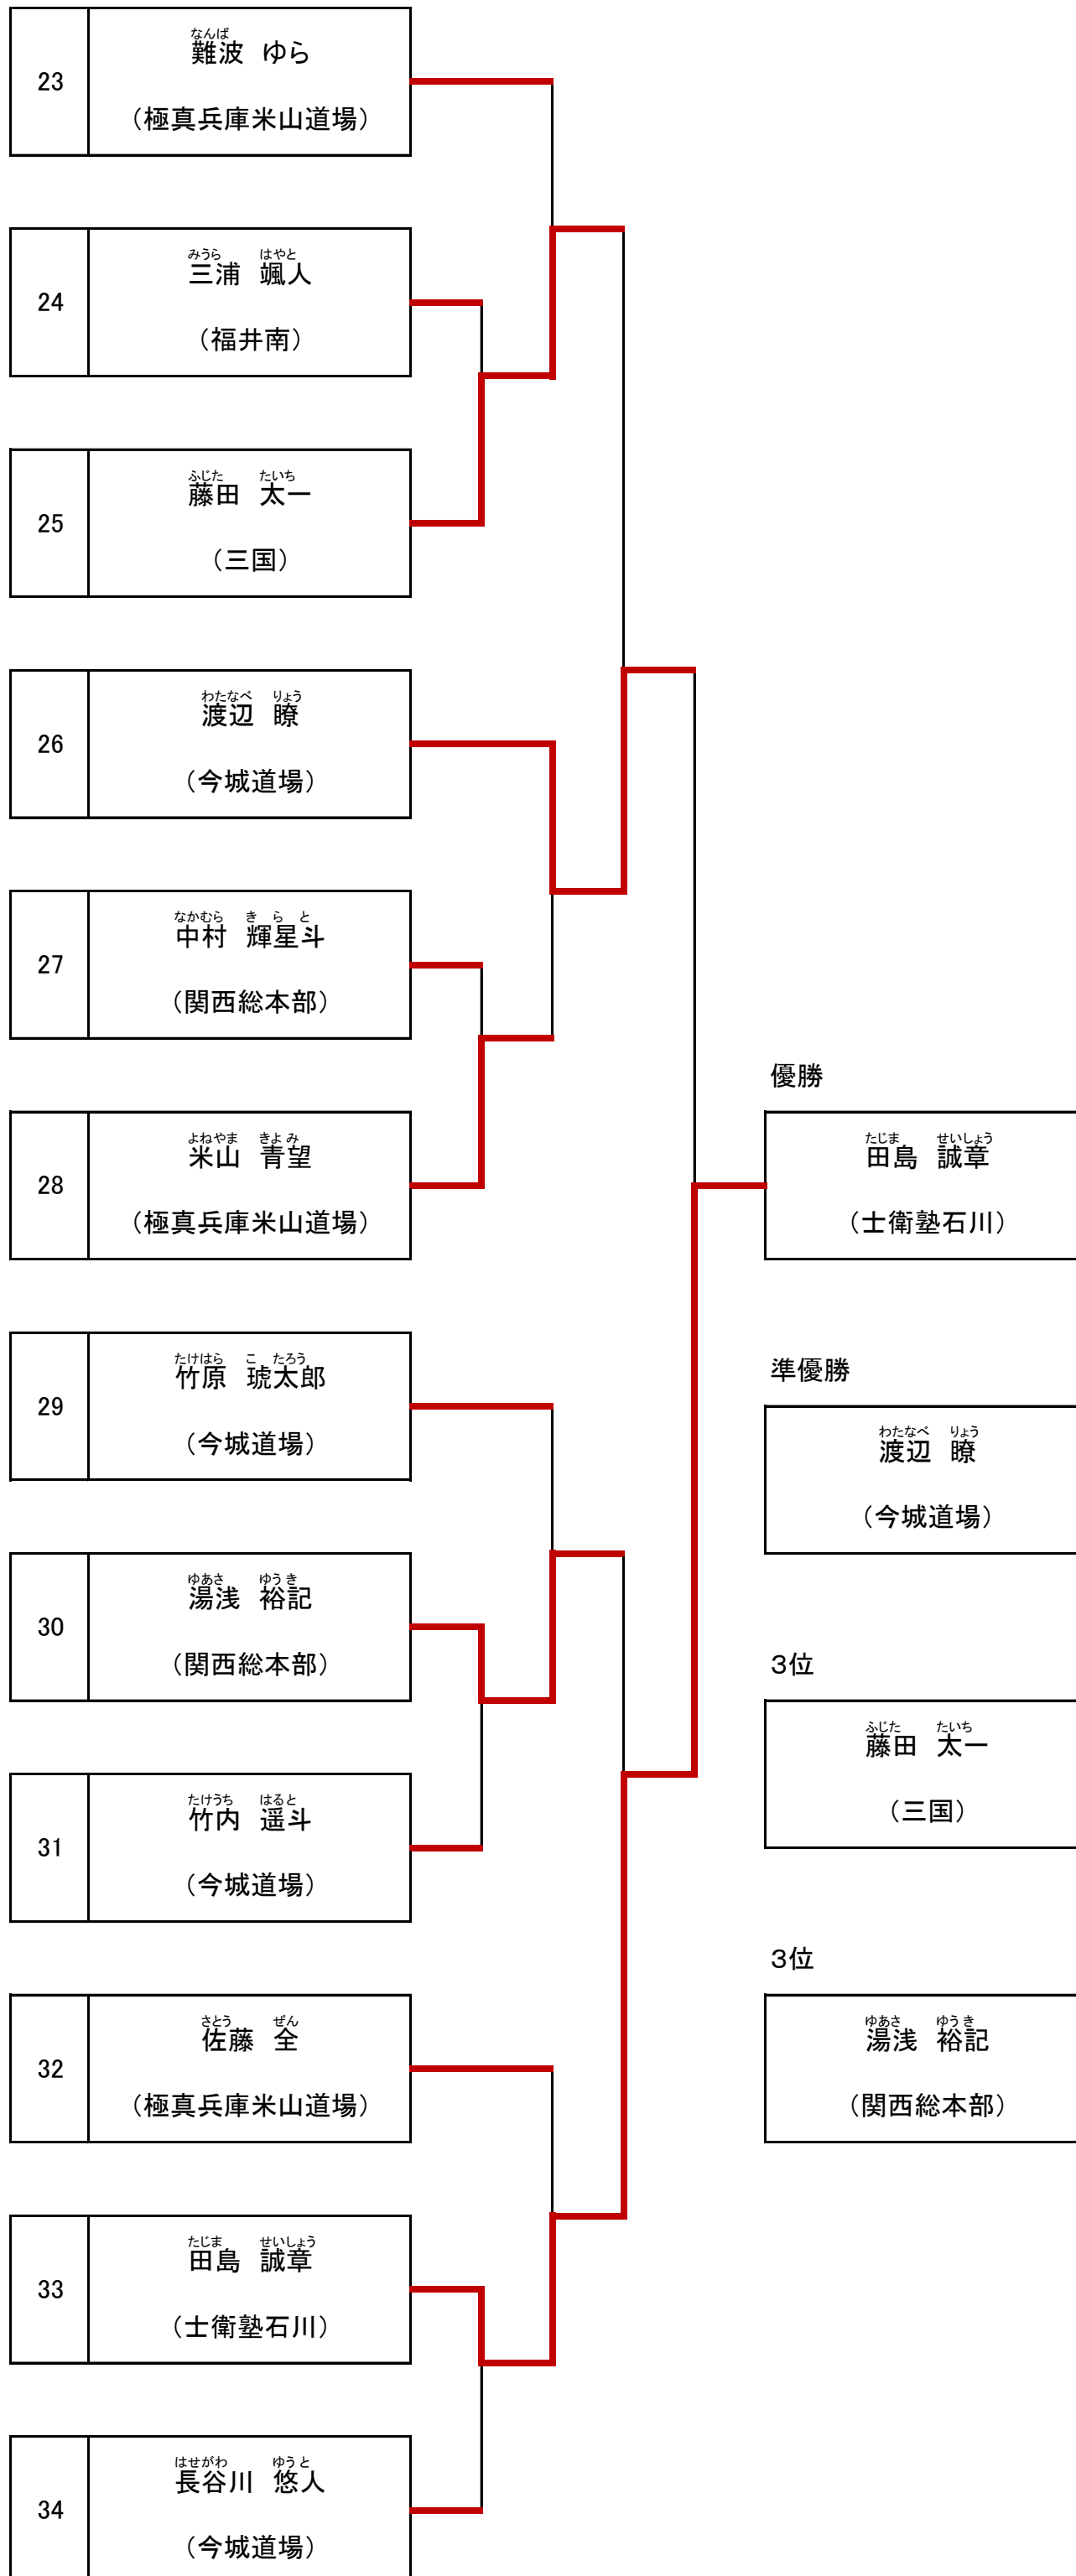 23
なんば
難波 ゆら
（極真兵庫米山道場）
24
みうら はやと
三浦 颯人
（福井南）
25
ふじた たいち
藤田 太一
（三国）
26
わたなべ りょう
渡辺 瞭
（今城道場）
27
なかむら き ら と
中村 輝星斗
（関西総本部）
28
よねやま きよみ
米山 青望
（極真兵庫米山道場）
29
たけはら こ たろう
竹原 琥太郎
（今城道場）
30
ゆあさ ゆうき
湯浅 裕記
（関西総本部）
31
たけうち はると
竹内 遥斗
（今城道場）
32
さとう ぜん
佐藤 全
（極真兵庫米山道場）
33
たじま せいしょう
田島 誠章
（士衛塾石川）
34
はせがわ ゆうと
長谷川 悠人
（今城道場）
優勝
たじま せいしょう
田島 誠章
（士衛塾石川）
準優勝
わたなべ りょう
渡辺 瞭
（今城道場）
3位
ふじた たいち
藤田 太一
（三国）
3位
ゆあさ ゆうき
湯浅 裕記
（関西総本部）